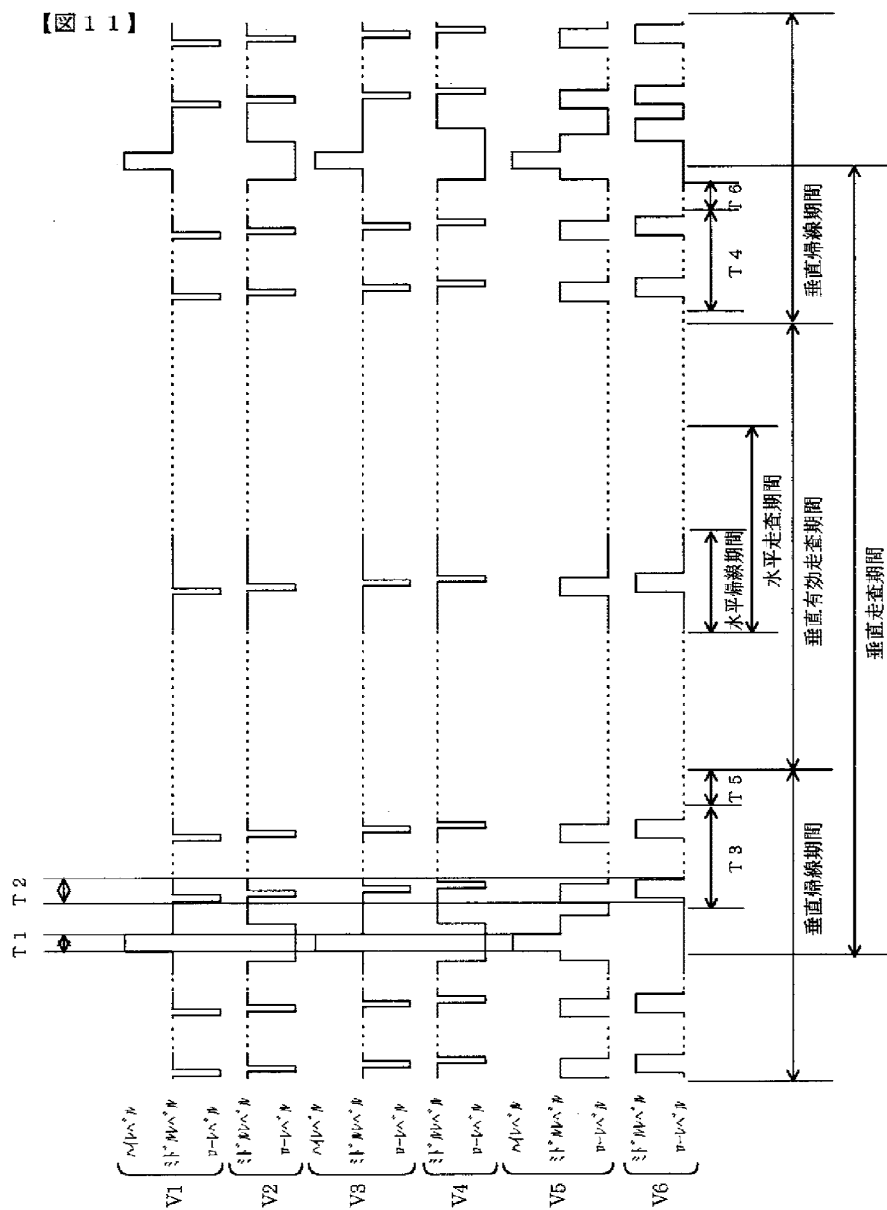 【図１１】
T1
T2
V1
ハイレベル
ミドルレベル
ローレベル
V2
ミドルレベル
ローレベル
V3
ハイレベル
ミドルレベル
ローレベル
V4
ミドルレベル
ローレベル
V5
ハイレベル
ミドルレベル
ローレベル
V6
ミドルレベル
ローレベル
T3
T5
水平帰線期間
T4
T6
水平走査期間
垂直帰線期間
垂直有効走査期間
垂直帰線期間
垂直走査期間